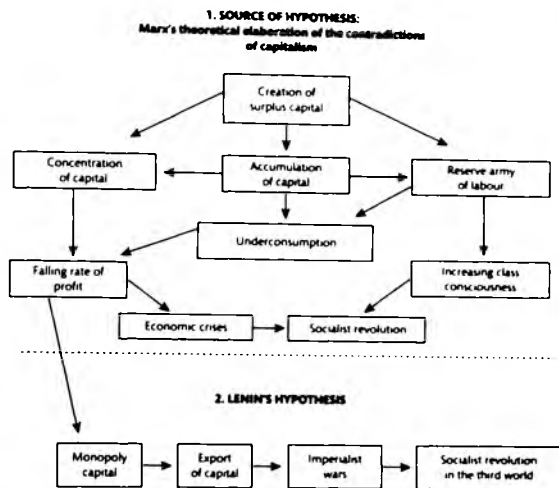 1. SOURCE OF HYPOTHESIS:
Marx's theoretical elaboration of the contradictions
of capitalism
Creation of
surplus capital
Concentration
of capital
Accumulation
of capital
Reserve army
of labour
Underconsumption
Falling rate of
profit
Increasing class
consciousness
Economic crises
Socialist revolution
2. LENIN'S HYPOTHESIS
Monopoly
capital
Export
of capital
Imperialist
wars
Socialist revolution
in the third world